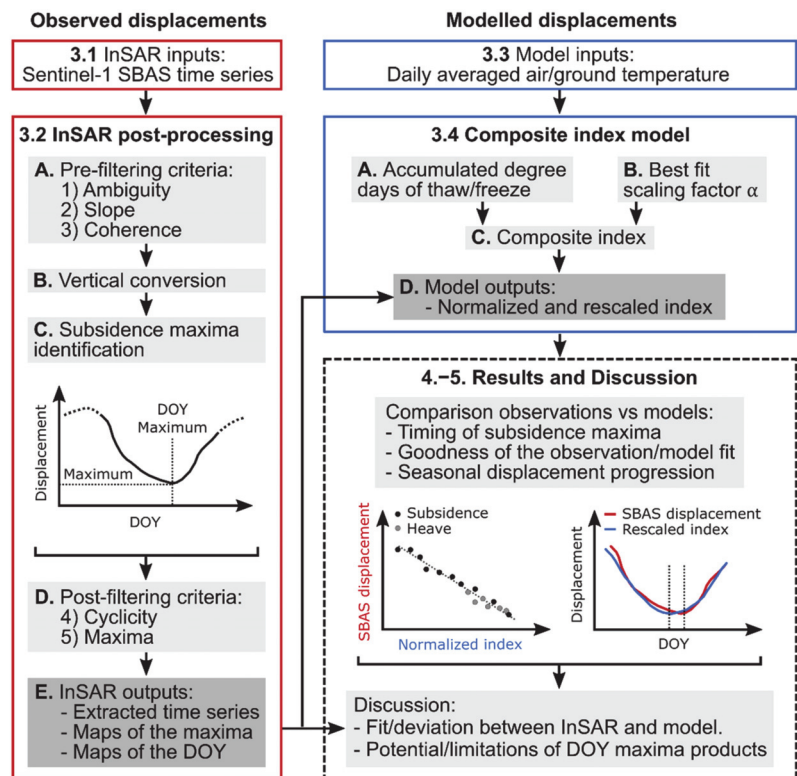 Observed displacements
3.1 InSAR inputs:
Sentinel-1 SBAS time series
3.2 InSAR post-processing
A. Pre-filtering criteria:
1) Ambiguity
2) Slope
3) Coherence
B. Vertical conversion
C. Subsidence maxima
identification
Displacement
DOY
Maximum
Maximum
DOY
D. Post-filtering criteria:
4) Cyclicity
5) Maxima
E. InSAR outputs:
- Extracted time series
- Maps of the maxima
- Maps of the DOY
Modelled displacements
3.3 Model inputs:
Daily averaged air/ground temperature
3.4 Composite index model
A. Accumulated degree
days of thaw/freeze
B. Best fit
scaling factor α
C. Composite index
D. Model outputs:
- Normalized and rescaled index
4.–5. Results and Discussion
Comparison observations vs models:
- Timing of subsidence maxima
- Goodness of the observation/model fit
- Seasonal displacement progression
SBAS displacement
Subsidence
Heave
Normalized index
Displacement
SBAS displacement
Rescaled index
DOY
Discussion:
- Fit/deviation between InSAR and model.
- Potential/limitations of DOY maxima products